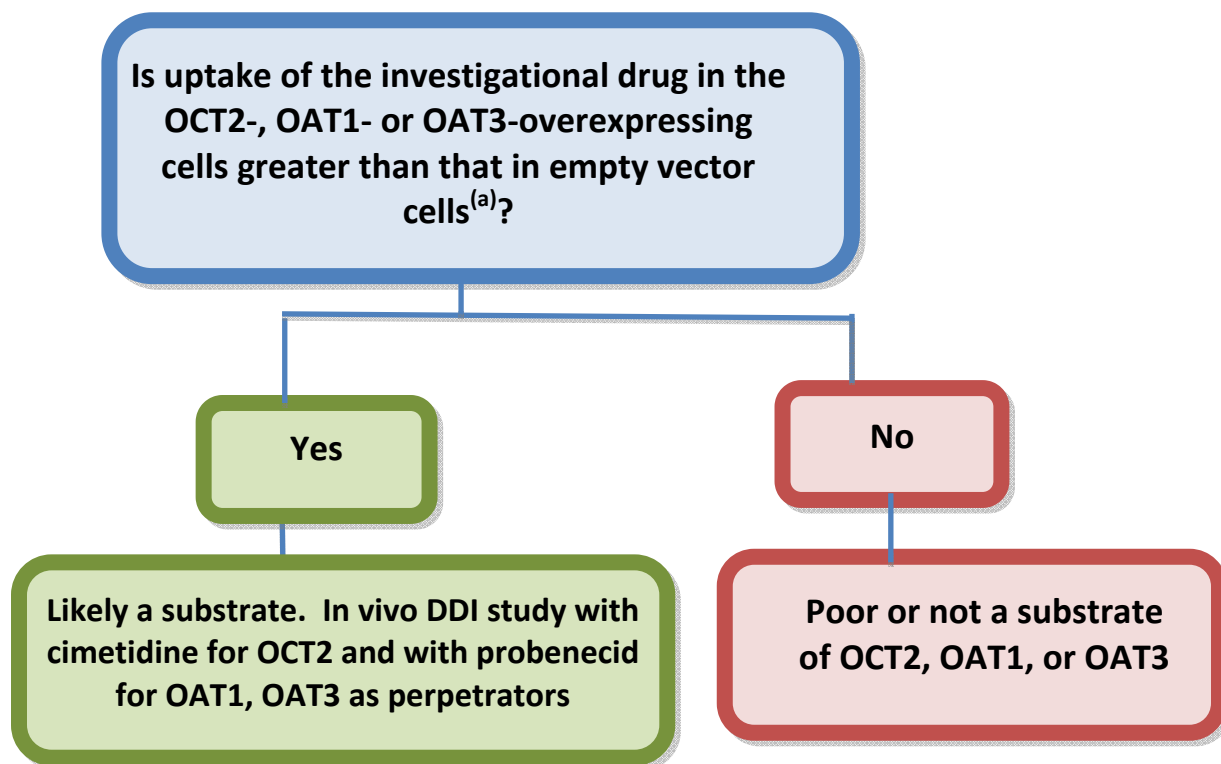 Is uptake of the investigational drug in the
OCT2-, OAT1- or OAT3-overexpressing
cells greater than that in empty vector
cells(a)?
Yes
No
Likely a substrate.  In vivo DDI study with
cimetidine for OCT2 and with probenecid
for OAT1, OAT3 as perpetrators
Poor or not a substrate
of OCT2, OAT1, or OAT3